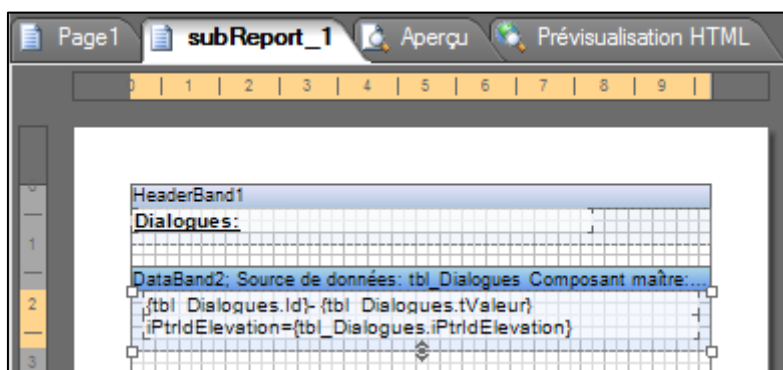 Page1 subReport_1 Aperçu Prévisualisation HTML
0 1 2 3 4 5 6 7 8 9
HeaderBand1
0
Dialogues:
1
DataBand2; Source de données: tbl_Dialogues Composant maître:...
2
{tbl_Dialogues.Id}- {tbl_Dialogues.tValeur}
iPtrIdElevation={tbl_Dialogues.iPtrIdElevation}
3